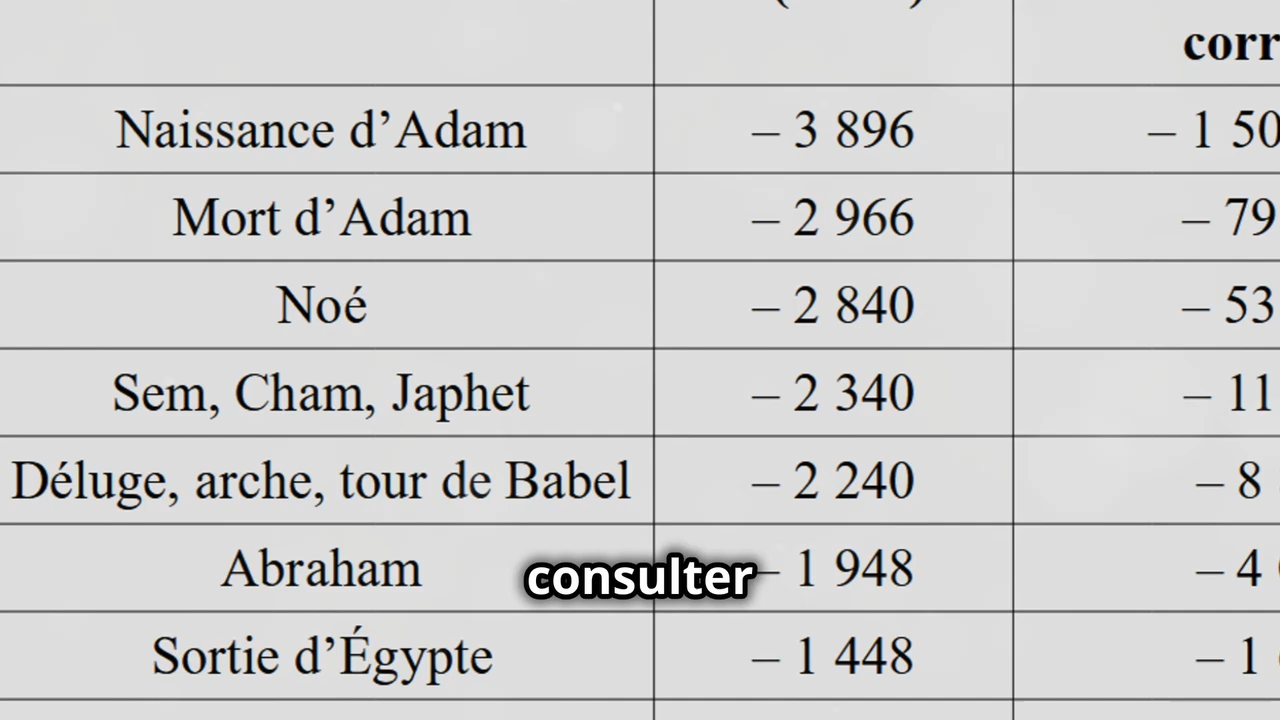 corr
Naissance d’Adam – 3 896 – 1 50
Mort d’Adam – 2 966 – 79
Noé – 2 840 – 53
Sem, Cham, Japhet – 2 340 – 11
Déluge, arche, tour de Babel – 2 240 – 8
Abraham – 1 948 – 4
consulter
Sortie d’Égypte – 1 448 – 1